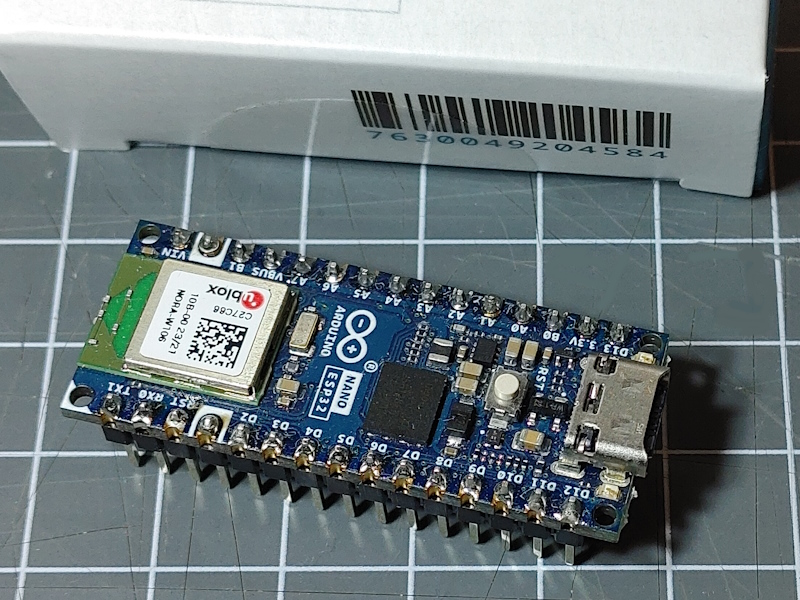 7630049204584
VIN
B1
VBUS
A7
A6
A5
A4
A3
A2
A1
A0
B0
3.3V
D13
ublox
C27C68
10B-00 23/21
NORA-W106
ARDUINO
®
NANO
ESP32
RST
TX1
RX0
RST
D2
D3
D4
D5
D6
D7
D8
D9
D10
D11
D12